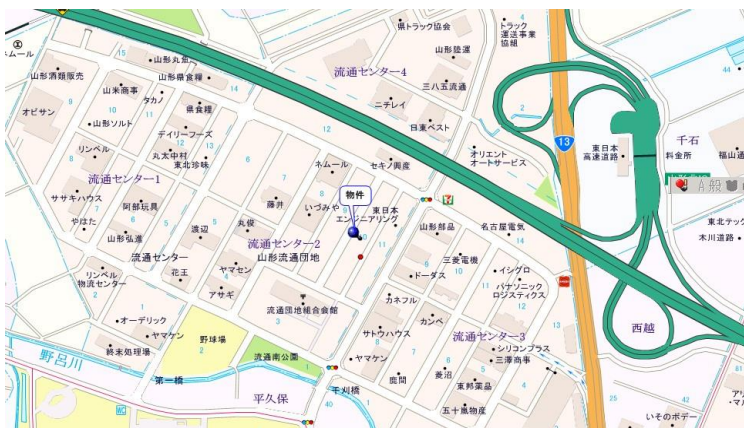 県トラック協会
トラック
運送事業
協組
山形丸魚
山形酒類販売
山形県食糧
山形陸運
流通センター4
三八五流通
山米商事
タカノ
ニチレイ
オビサン
県食糧
山形ソルト
デイリーフーズ
日東ベスト
13
千石
東日本
高速道路
料金所
福山通
リンベル
丸太中村
東北珍味
ネムール
セキノ興産
オリエント
オートサービス
流通センター1
物件
A般
ササキハウス
阿部玩具
藤井
いづみや
東日本
エンジニアリング
やはた
渡辺
丸俊
山形部品
名古屋電気
東北テッ
木川道路
山形弘道
流通センター2
流通センター
山形流通団地
三菱電機
リンベル
物流センター
花王
ヤマセン
ドーダス
イシグロ
パナソニック
ロジスティクス
アサギ
流通団地組合会館
カネフル
オーデリック
サトウハウス
カンベ
流通センター3
西越
ヤマケン
野球場
終末処理場
シリコンプラス
三澤商事
野呂川
流通南公園
ヤマケン
第一橋
千刈橋
鹿間
菱沼
東邦薬品
平久保
五十嵐物産
いそのボデー